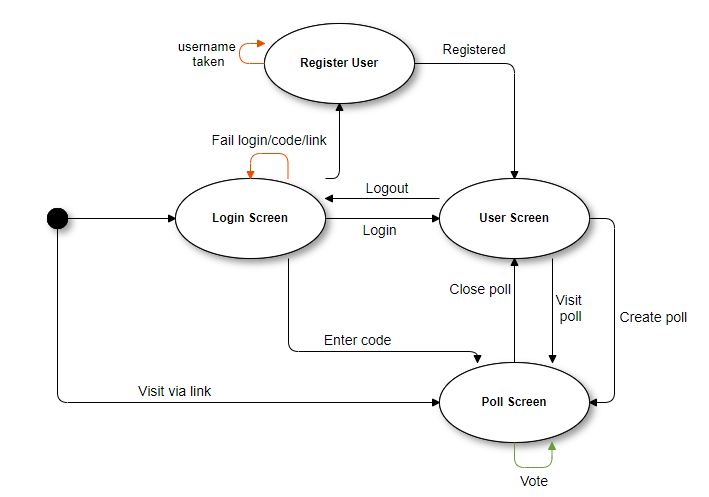 username
taken
Register User
Registered
Fail login/code/link
Logout
Login Screen
Login
User Screen
Close poll
Visit
poll
Create poll
Enter code
Visit via link
Poll Screen
Vote